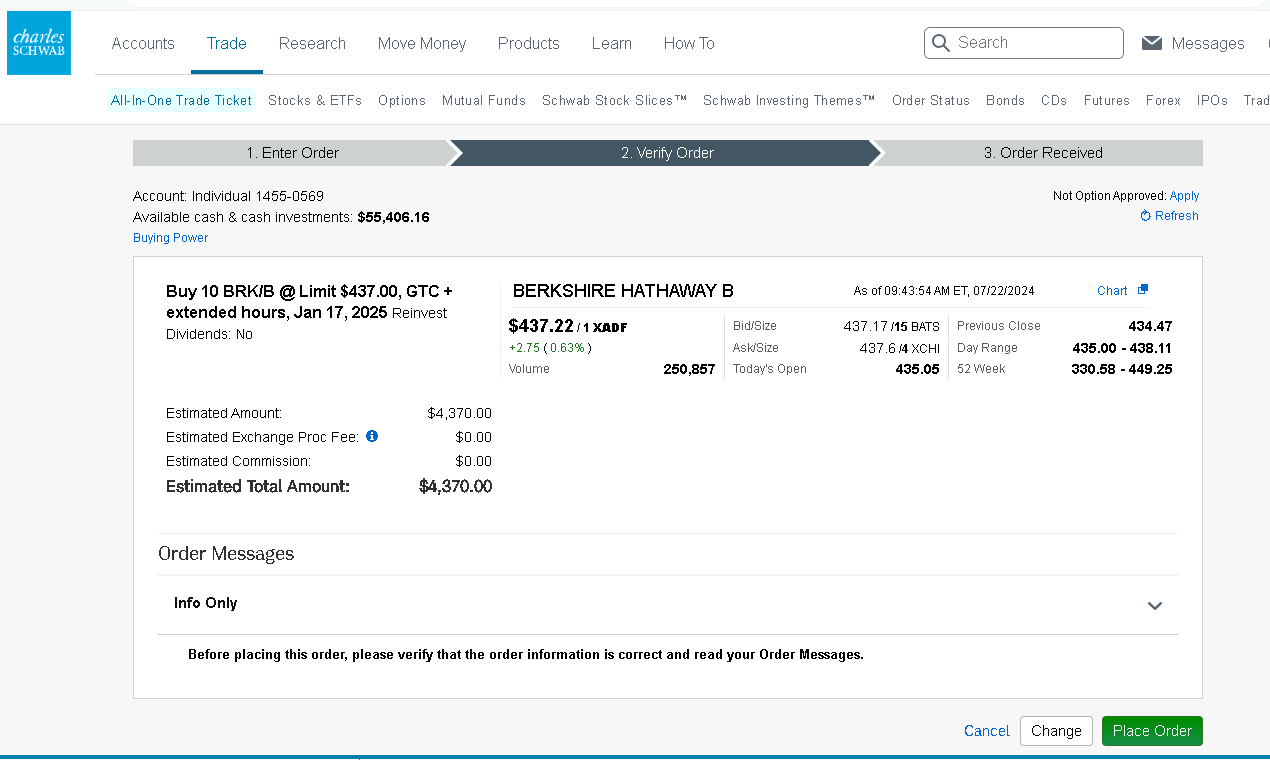 charles
SCHWAB
Accounts Trade Research Move Money Products Learn How To Search Messages
All-In-One Trade Ticket Stocks & ETFs Options Mutual Funds Schwab Stock Slices™ Schwab Investing Themes™ Order Status Bonds CDs Futures Forex IPOs Trad
1. Enter Order 2. Verify Order 3. Order Received
Account: Individual 1455-0569
Not Option Approved: Apply
Available cash & cash investments: $55,406.16
Refresh
Buying Power
Buy 10 BRK/B @ Limit $437.00, GTC +
extended hours, Jan 17, 2025 Reinvest
Dividends: No
BERKSHIRE HATHAWAY B As of 09:43:54 AM ET, 07/22/2024 Chart
$437.22 / 1 XADF Bid/Size 437.17 /15 BATS Previous Close 434.47
+2.75 ( 0.63% ) Ask/Size 437.6 /4 XCHI Day Range 435.00 - 438.11
Volume 250,857 Today's Open 435.05 52 Week 330.58 - 449.25
Estimated Amount: $4,370.00
Estimated Exchange Proc Fee: $0.00
Estimated Commission: $0.00
Estimated Total Amount: $4,370.00
Order Messages
Info Only
Before placing this order, please verify that the order information is correct and read your Order Messages.
Cancel Change Place Order